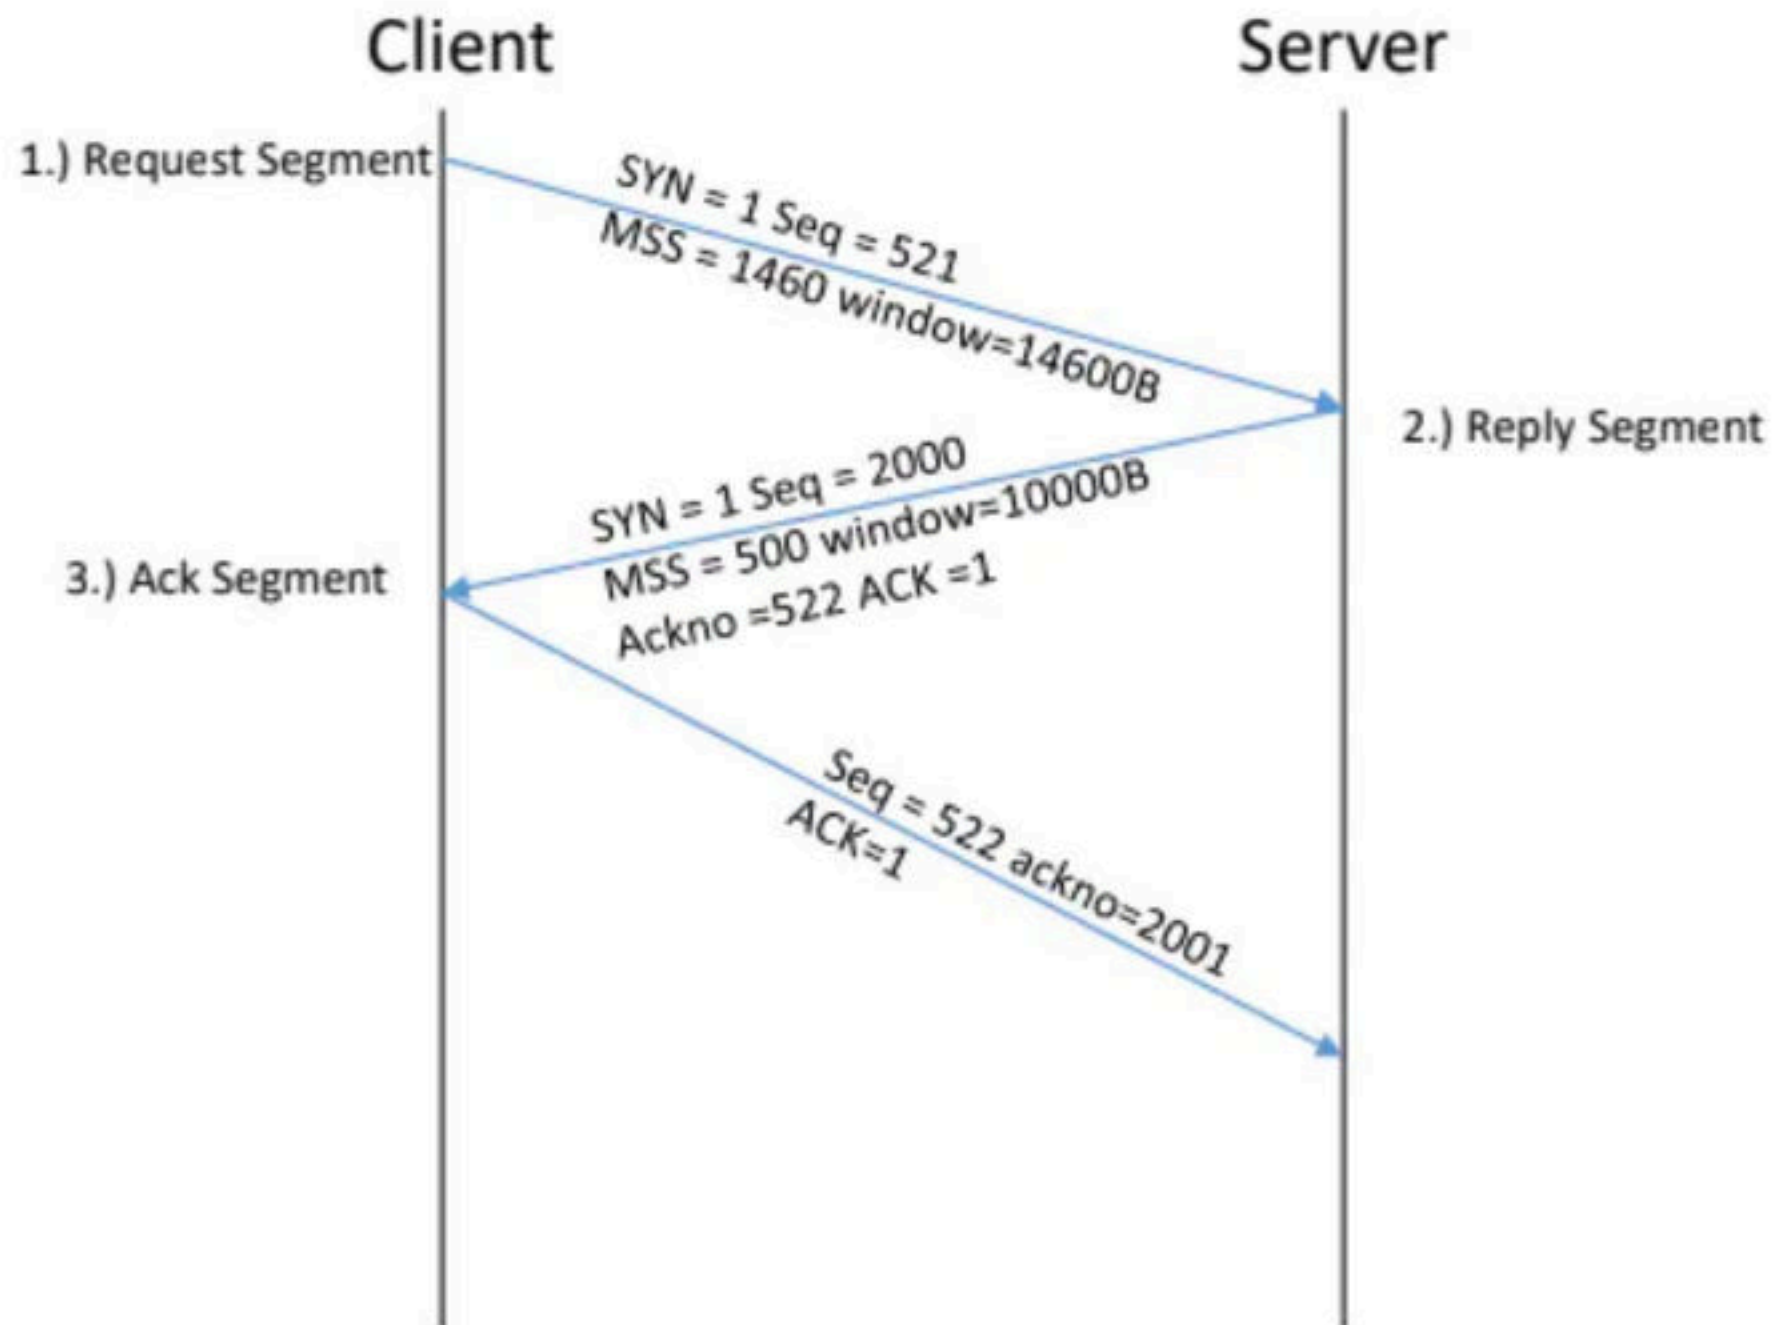 Client
Server
1.) Request Segment
SYN = 1 Seq = 521
MSS = 1460 window=14600B
2.) Reply Segment
SYN = 1 Seq = 2000
MSS = 500 window=10000B
Ackno =522 ACK =1
3.) Ack Segment
Seq = 522 ackno=2001
ACK=1